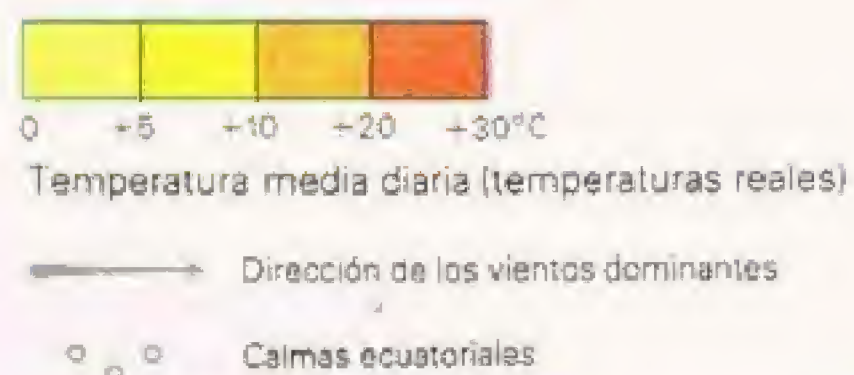 0 +5 +10 +20 +30°C
Temperatura media diaria (temperaturas reales)
Dirección de los vientos dominantes
Calmas ecuatoriales